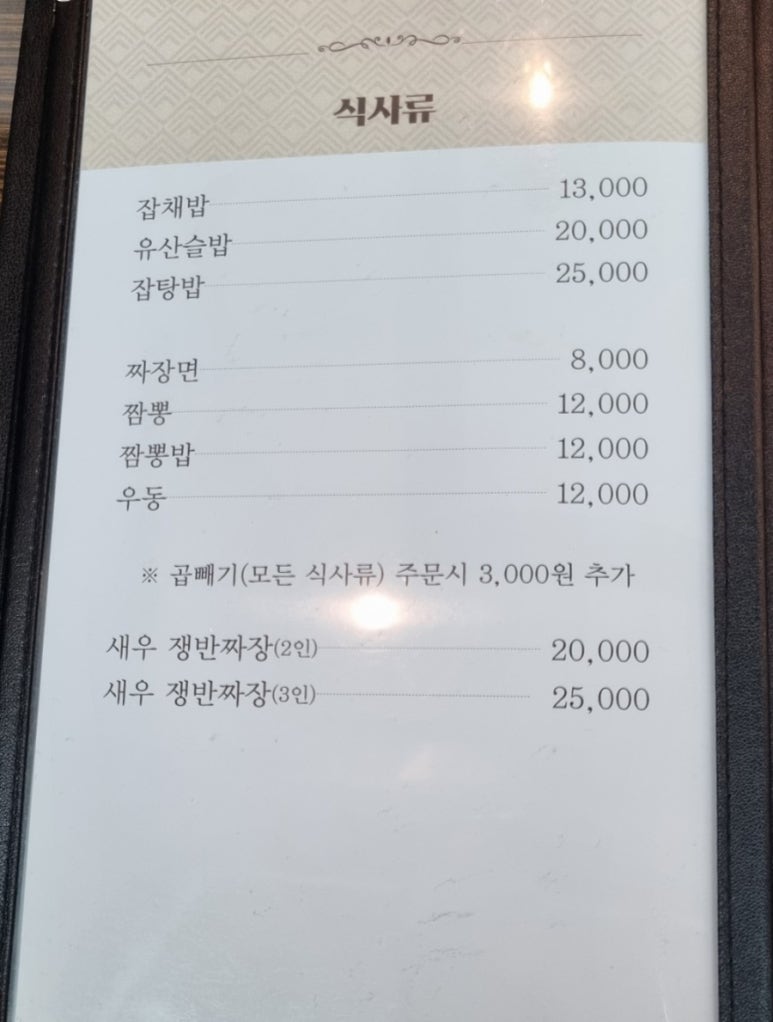 식사류
잡채밥 13,000
유산슬밥 20,000
잡탕밥 25,000
짜장면 8,000
짬뽕 12,000
짬뽕밥 12,000
우동 12,000
※ 곱빼기(모든 식사류) 주문시 3,000원 추가
새우 쟁반짜장(2인) 20,000
새우 쟁반짜장(3인) 25,000